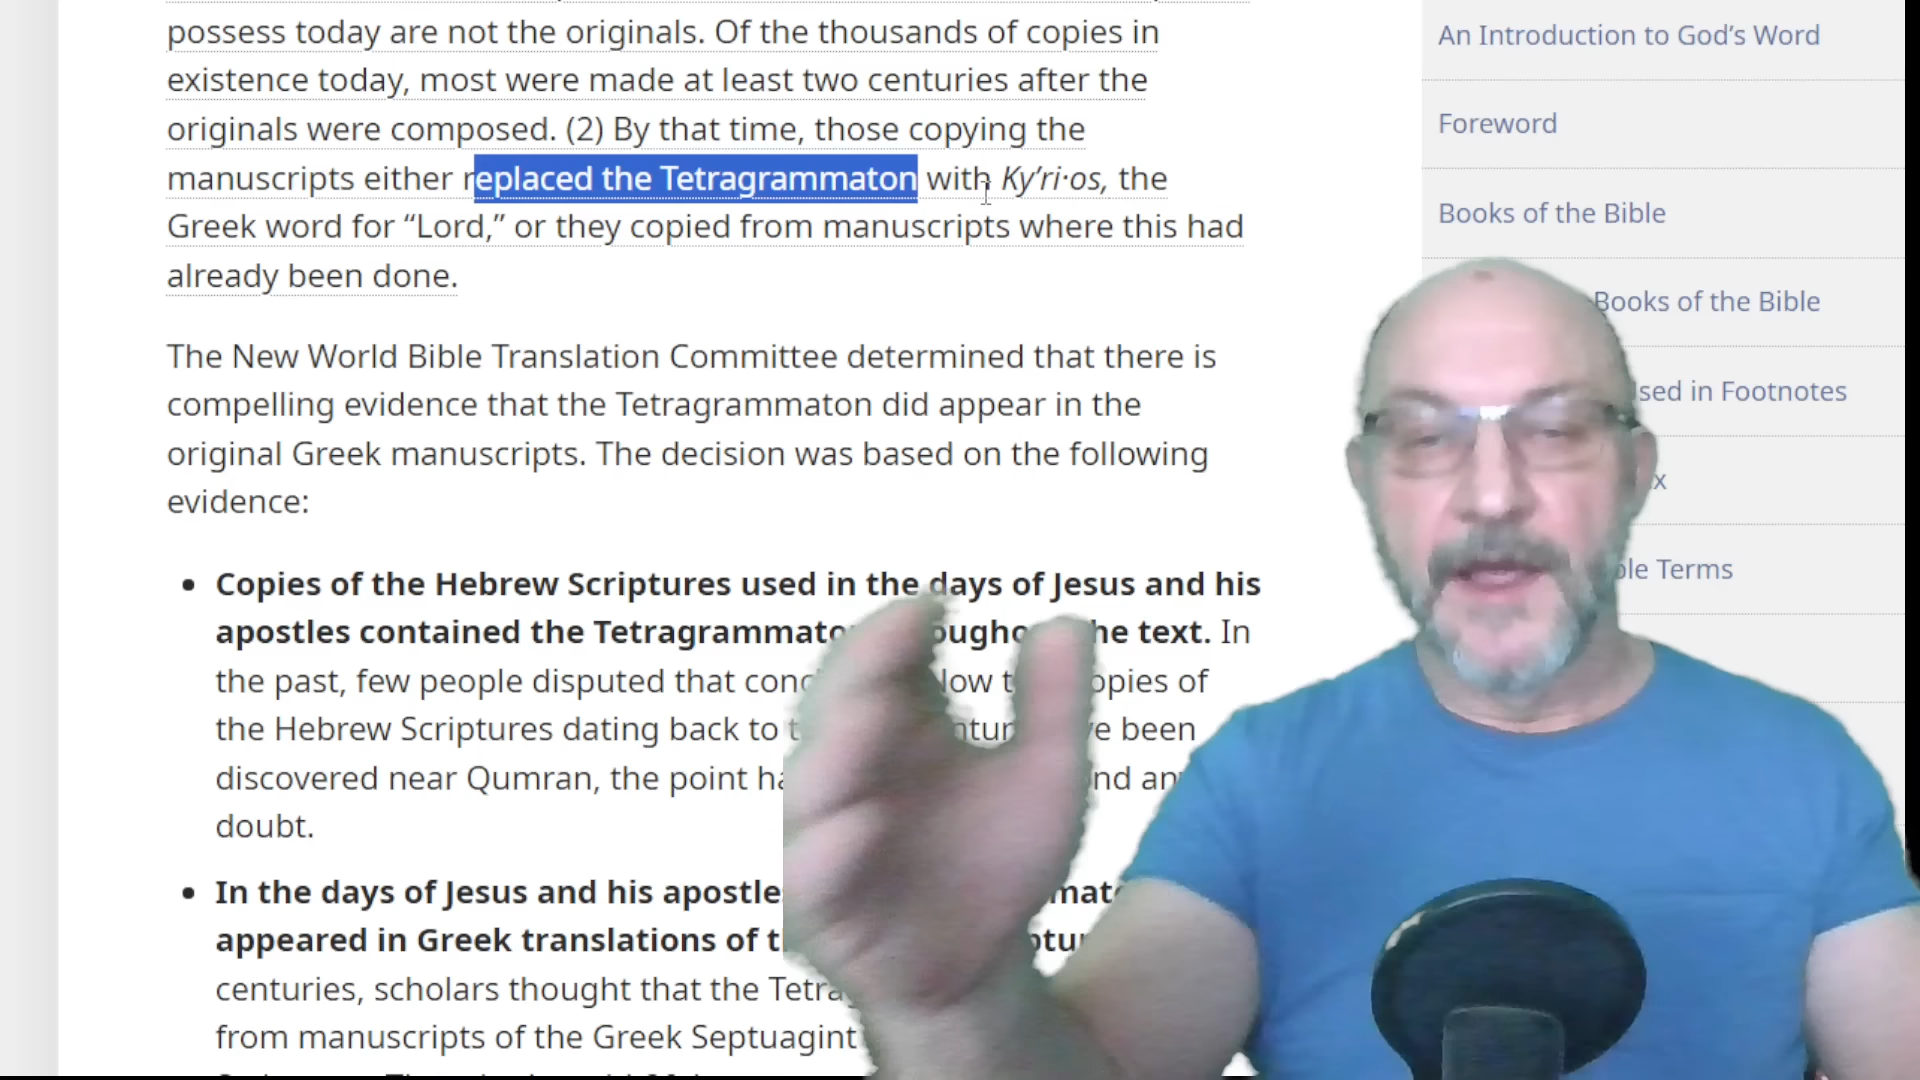 possess today are not the originals. Of the thousands of copies in
existence today, most were made at least two centuries after the
originals were composed. (2) By that time, those copying the
manuscripts either replaced the Tetragrammaton with Ky′ri·os, the
Greek word for “Lord,” or they copied from manuscripts where this had
already been done.
The New World Bible Translation Committee determined that there is
compelling evidence that the Tetragrammaton did appear in the
original Greek manuscripts. The decision was based on the following
evidence:
• Copies of the Hebrew Scriptures used in the days of Jesus and his
apostles contained the Tetragrammato he text. In
the past, few people disputed that conc opies of
the Hebrew Scriptures dating back to been
discovered near Qumran, the point
doubt.
• In the days of Jesus and his apostle
appeared in Greek translations of
centuries, scholars thought that the Tetra
from manuscripts of the Greek Septuagint
An Introduction to God’s Word
Foreword
Books of the Bible
Books of the Bible
sed in Footnotes
x
ble Terms